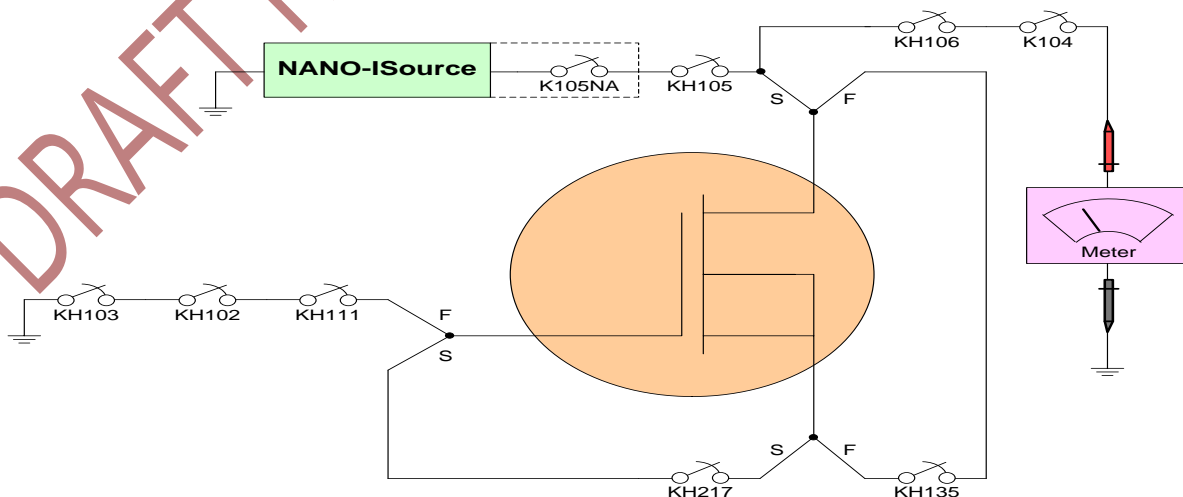 DRAFT
KH106
K104
NANO-ISource
K105NA
KH105
S
F
Meter
KH103
KH102
KH111
F
S
S
F
KH217
KH135